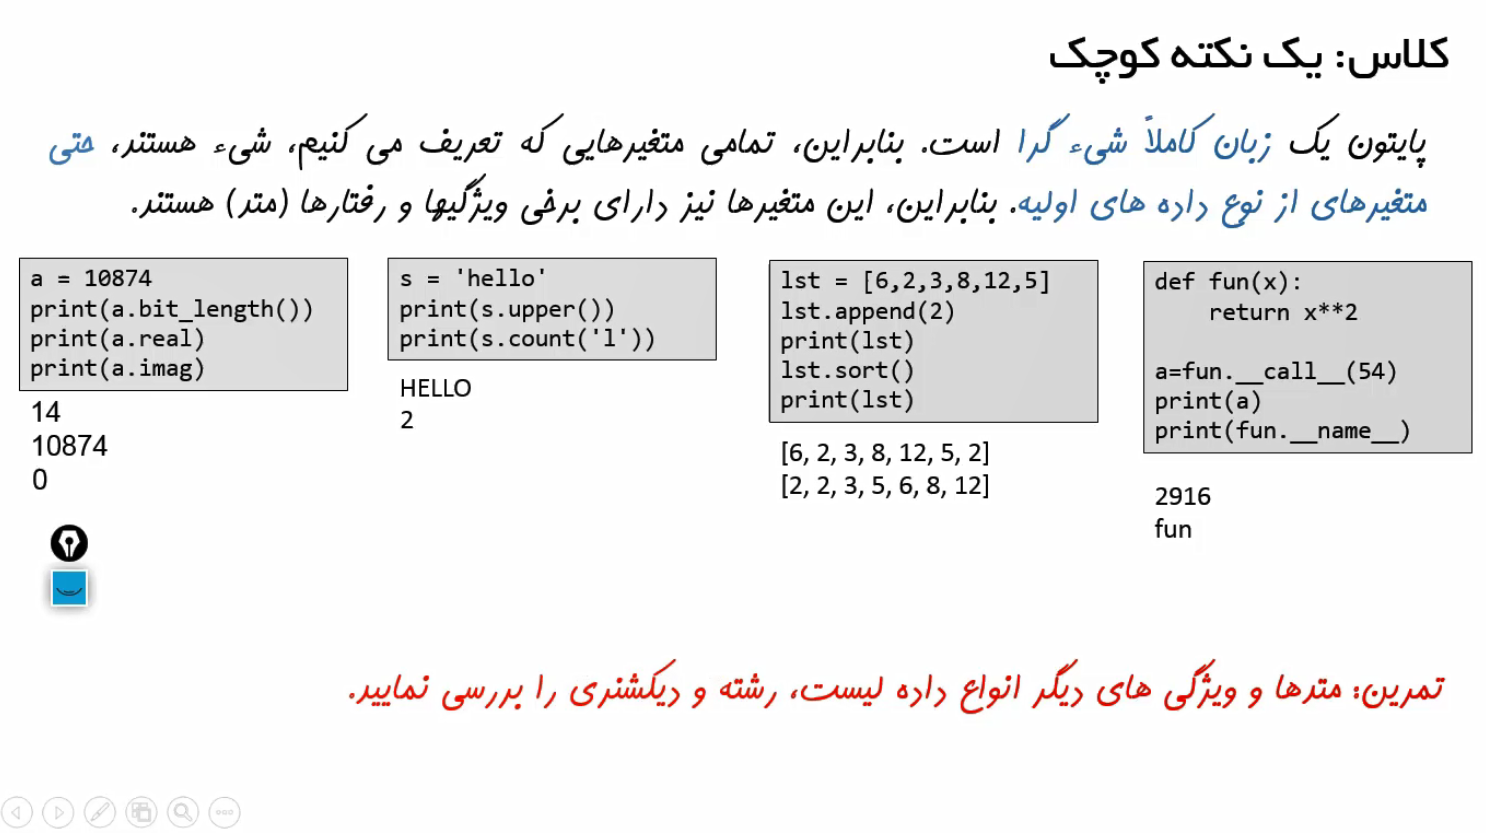 کلاس: یک نکته کوچک
پایتون یک زبان کاملاً شیء گرا است. بنابراین، تمامی متغیرهایی که تعریف می کنیم، شیء هستند، حتی
متغیرهای از نوع داده های اولیه. بنابراین، این متغیرها نیز دارای برخی ویژگیها و رفتارها (متر) هستند.
a = 10874
print(a.bit_length())
print(a.real)
print(a.imag)
14
10874
0
s = 'hello'
print(s.upper())
print(s.count('l'))
HELLO
2
lst = [6,2,3,8,12,5]
lst.append(2)
print(lst)
lst.sort()
print(lst)
[6, 2, 3, 8, 12, 5, 2]
[2, 2, 3, 5, 6, 8, 12]
def fun(x):
    return x**2
a=fun.__call__(54)
print(a)
print(fun.__name__)
2916
fun
تمرین: مترها و ویژگی های دیگر انواع داده لیست، رشته و دیکشنری را بررسی نمایید.